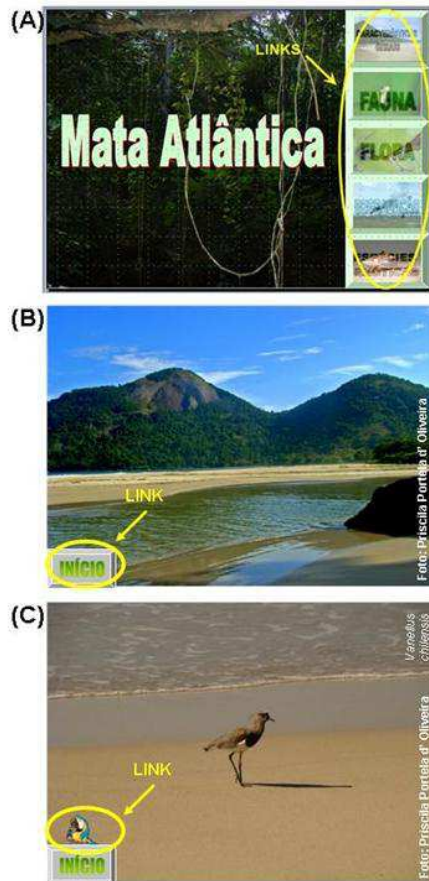 (A)
LINKS
Mata Atlântica
FAUNA
FLORA
ESPÉCIES
(B)
LINK
INÍCIO
Foto: Priscila Portela d' Oliveira
(C)
Vanellus
chilensis
LINK
INÍCIO
Foto: Priscila Portela d' Oliveira